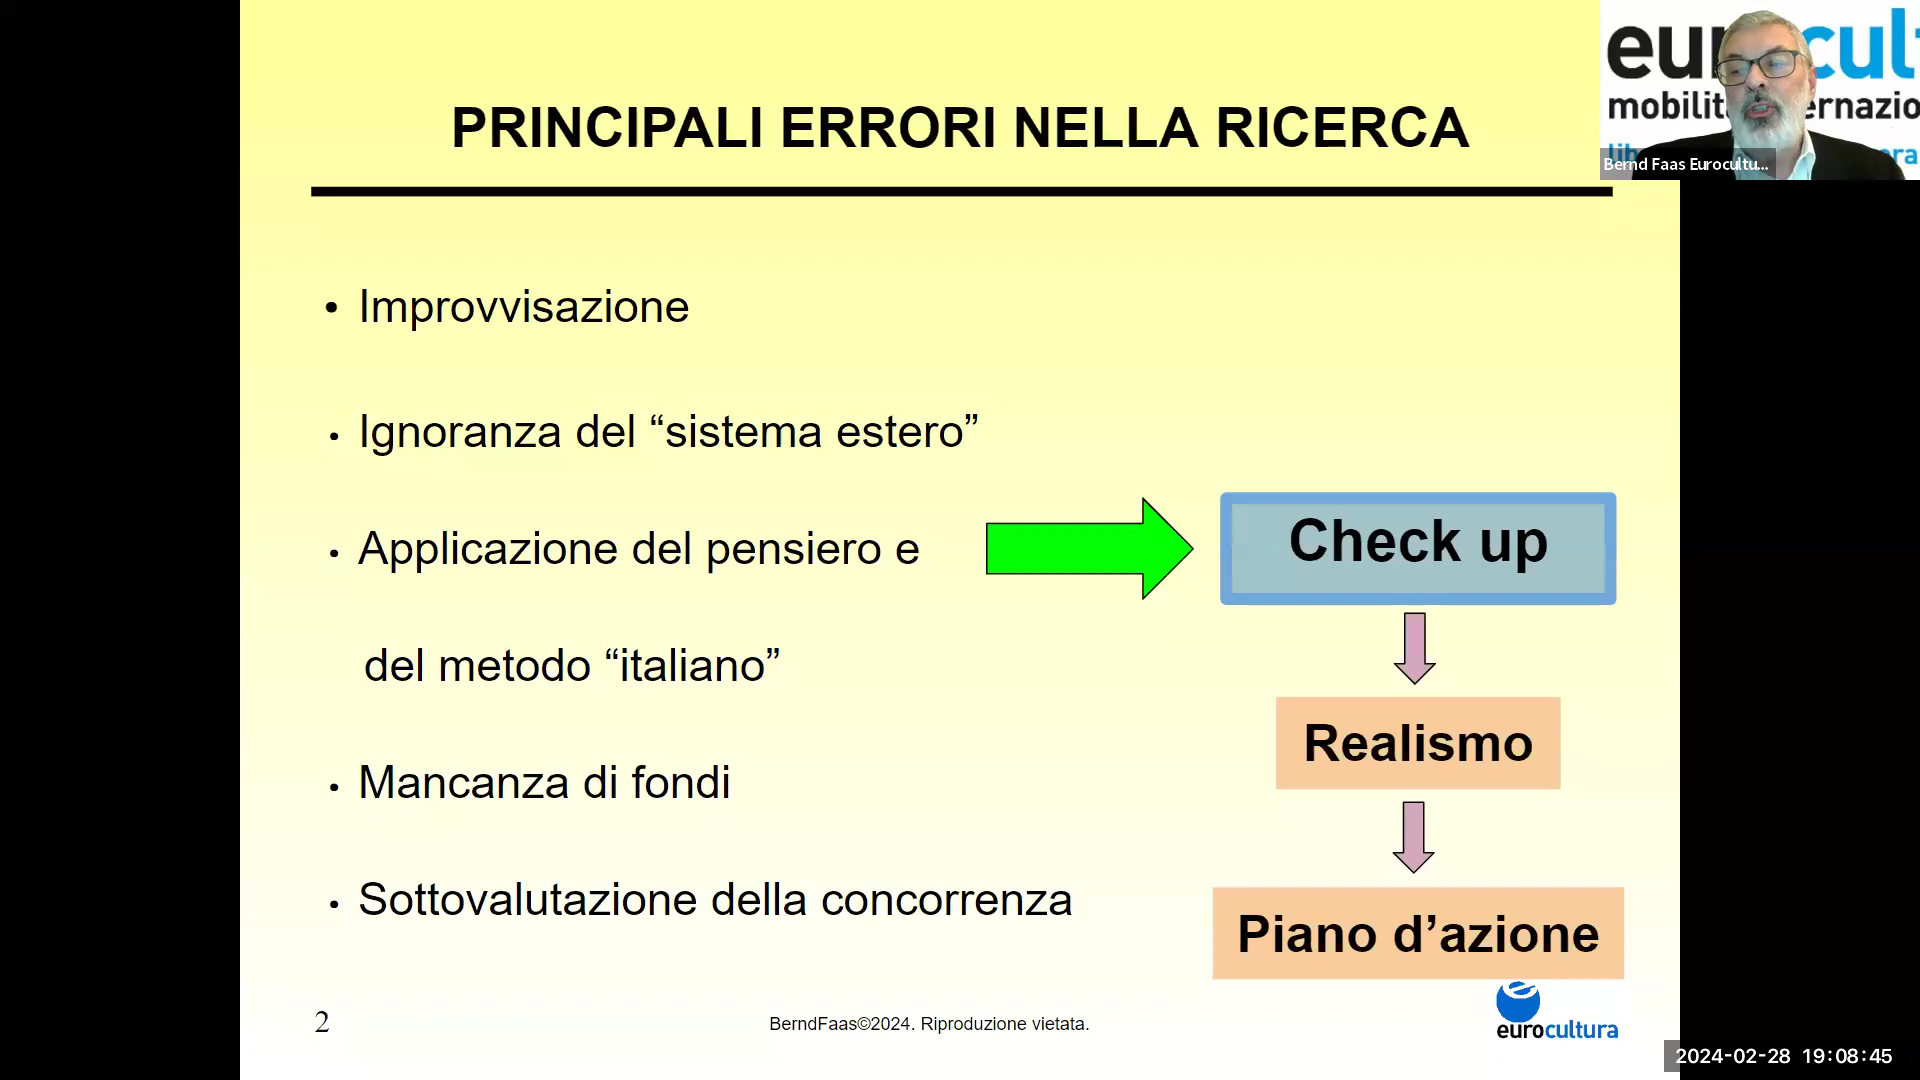 PRINCIPALI ERRORI NELLA RICERCA
• Improvvisazione
• Ignoranza del “sistema estero”
• Applicazione del pensiero e
del metodo “italiano”
• Mancanza di fondi
• Sottovalutazione della concorrenza
Check up
Realismo
Piano d’azione
2
BerndFaas©2024. Riproduzione vietata.
eurocultura
Bernd Faas Eurocultu...
2024-02-28 19:08:45